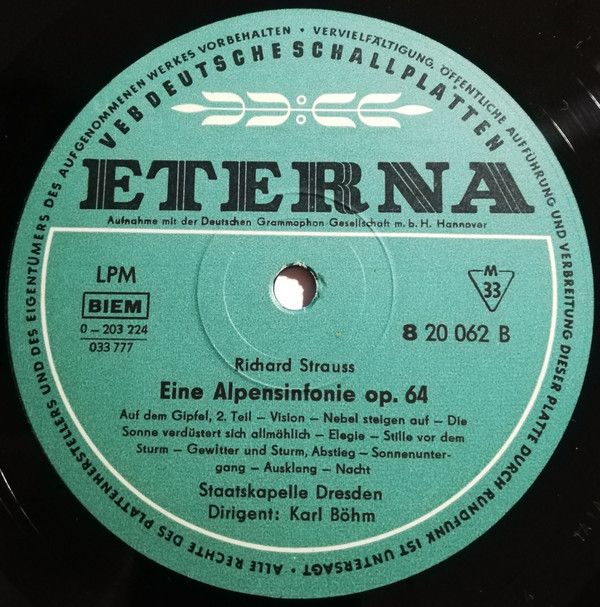 ALLE RECHTE DES PLATTENHERSTELLERS UND DES EIGENTÜMERS DES AUFGENOMMENEN WERKES VORBEHALTEN • VERVIELFÄLTIGUNG, ÖFFENTLICHE AUFFÜHRUNG UND VERBREITUNG DIESER PLATTE DURCH RUNDFUNK IST UNTERSAGT •
VEB DEUTSCHE SCHALLPLATTEN
ETERNA
Aufnahme mit der Deutschen Grammophon Gesellschaft m. b. H. Hannover
LPM
BIEM
0 – 203 224
033 777
M
33
8 20 062 B
Richard Strauss
Eine Alpensinfonie op. 64
Auf dem Gipfel, 2. Teil – Vision – Nebel steigen auf – Die
Sonne verdüstert sich allmählich – Elegie – Stille vor dem
Sturm – Gewitter und Sturm, Abstieg – Sonnenunter-
gang – Ausklang – Nacht
Staatskapelle Dresden
Dirigent: Karl Böhm